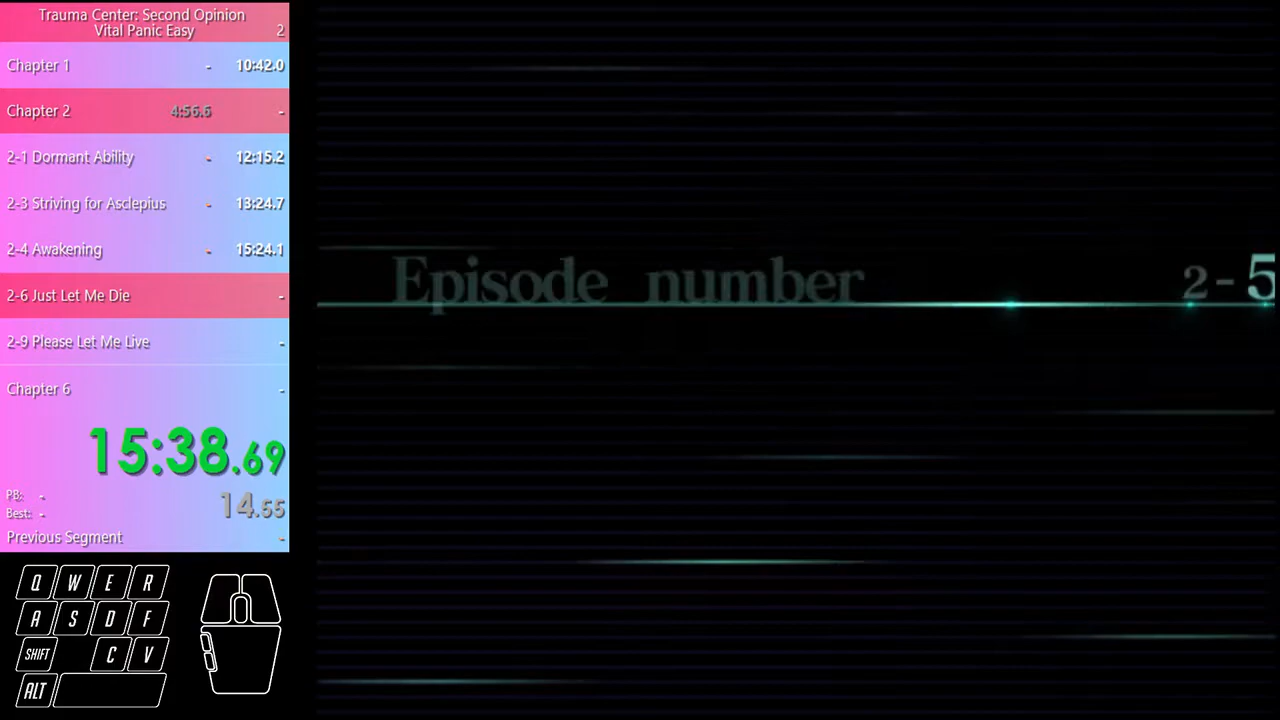 Trauma Center: Second Opinion
Vital Panic Easy 2
Chapter 1 - 10:42.0
Chapter 2 4:56.6 -
2-1 Dormant Ability - 12:15.2
2-3 Striving for Asclepius - 13:24.7
2-4 Awakening - 15:24.1
2-6 Just Let Me Die -
2-9 Please Let Me Live -
Chapter 6 -
15:38.69
PB: - 14.55
Best: -
Previous Segment -
Q W E R
A S D F
SHIFT C V
ALT
Episode number 2-5